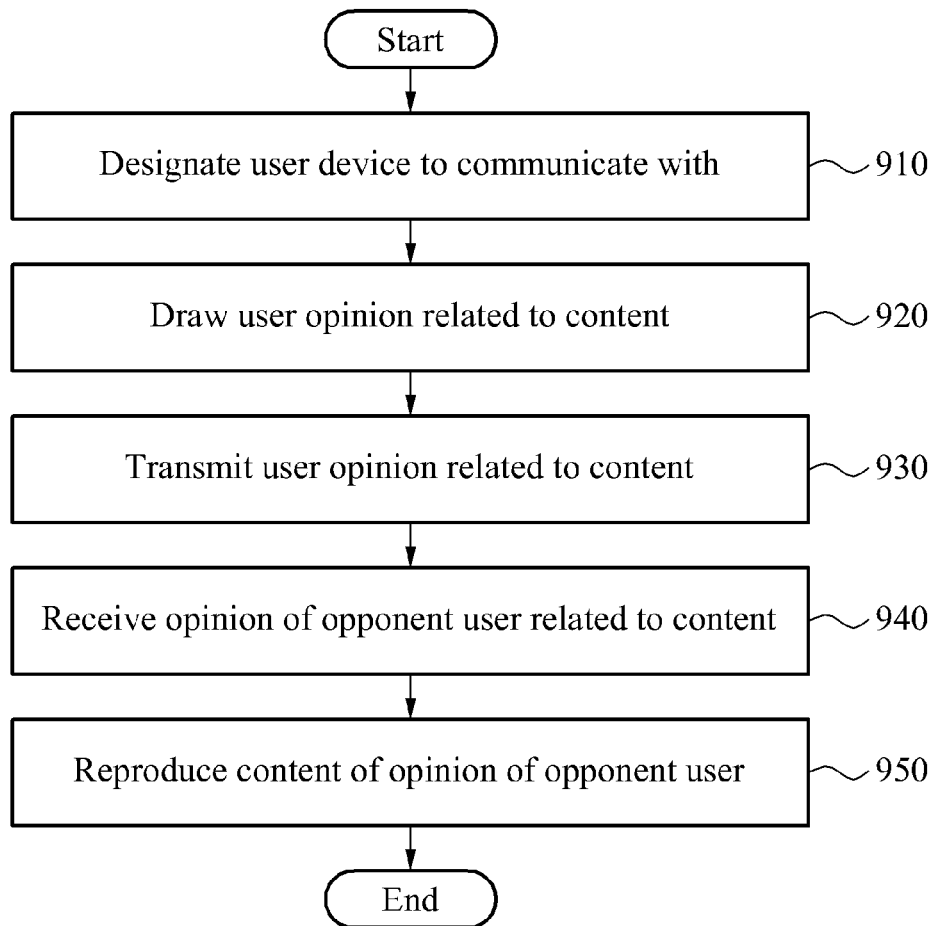 Start
Designate user device to communicate with
910
Draw user opinion related to content
920
Transmit user opinion related to content
930
Receive opinion of opponent user related to content
940
Reproduce content of opinion of opponent user
950
End